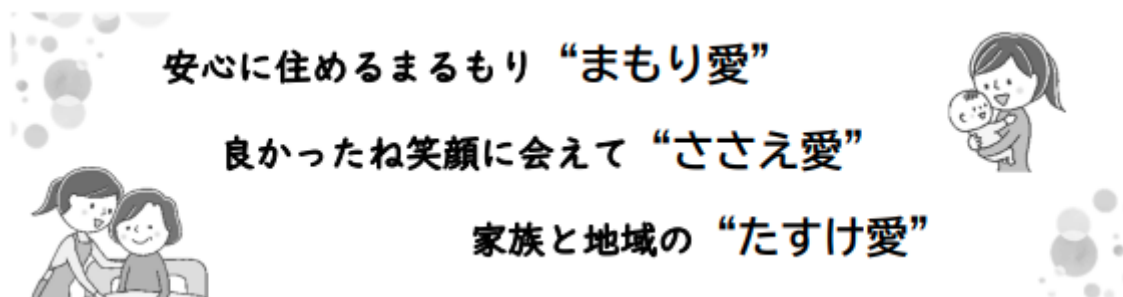 安心に住めるまるもり“まもり愛”
良かったね笑顔に会えて“ささえ愛”
家族と地域の“たすけ愛”